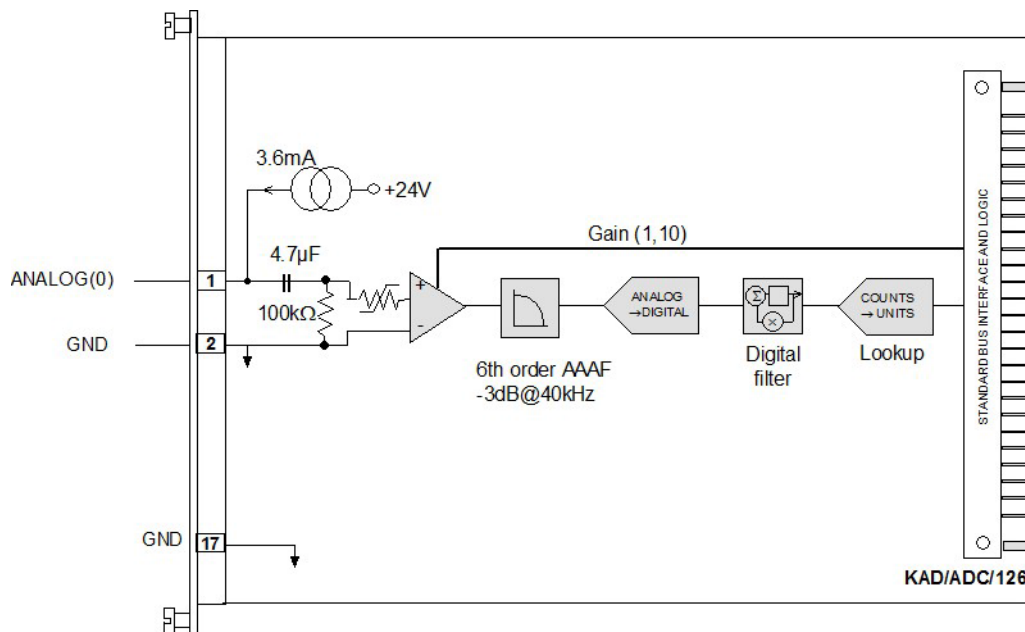 3.6mA
+24V
Gain (1,10)
4.7µF
ANALOG(0)
1
+
100kΩ
-
GND
2
ANALOG
→DIGITAL
Σ
×
COUNTS
→UNITS
6th order AAAF
-3dB@40kHz
Digital
filter
Lookup
STANDARD BUS INTERFACE AND LOGIC
GND
17
KAD/ADC/126